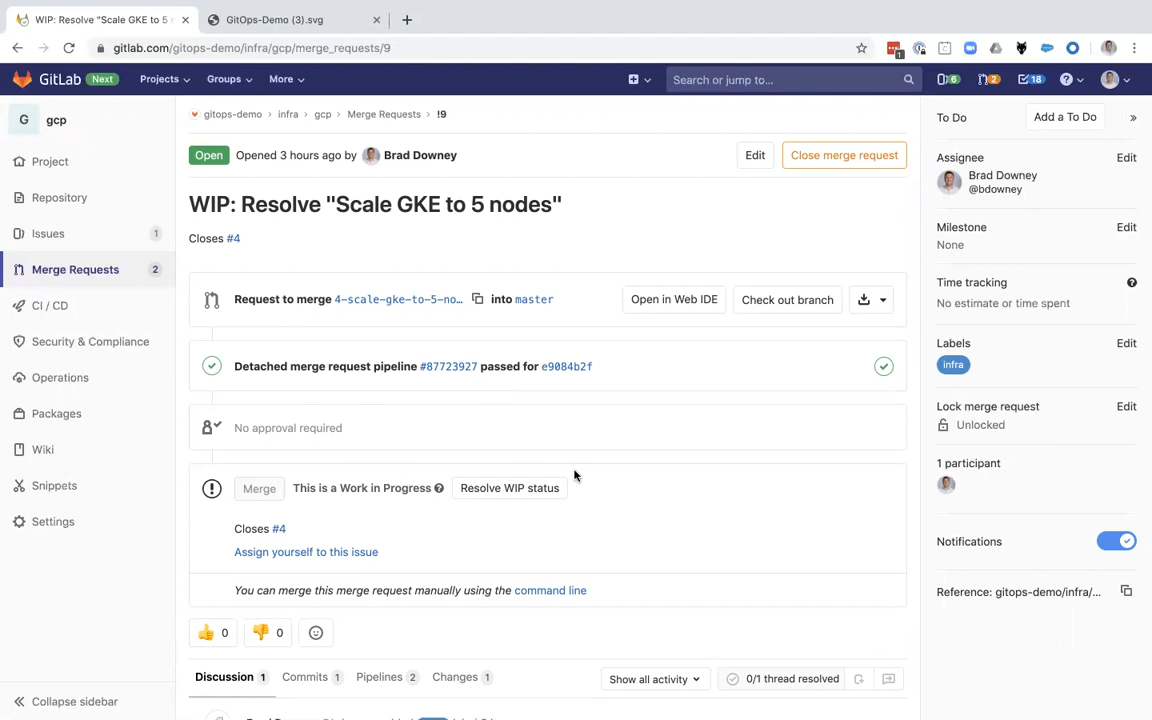 WIP: Resolve "Scale GKE to 5 n
GitOps-Demo (3).svg
gitlab.com/gitops-demo/infra/gcp/merge_requests/9
1
GitLab Next Projects Groups More Search or jump to... 6 2 18
G gcp
Project
Repository
Issues 1
Merge Requests 2
CI / CD
Security & Compliance
Operations
Packages
Wiki
Snippets
Settings
Collapse sidebar
gitops-demo › infra › gcp › Merge Requests › !9
Open Opened 3 hours ago by Brad Downey Edit Close merge request
WIP: Resolve "Scale GKE to 5 nodes"
Closes #4
Request to merge 4-scale-gke-to-5-no… into master Open in Web IDE Check out branch
Detached merge request pipeline #87723927 passed for e9084b2f
No approval required
Merge This is a Work in Progress Resolve WIP status
Closes #4
Assign yourself to this issue
You can merge this merge request manually using the command line
👍 0 👎 0
Discussion 1 Commits 1 Pipelines 2 Changes 1 Show all activity 0/1 thread resolved
To Do Add a To Do »
Assignee Edit
Brad Downey
@bdowney
Milestone Edit
None
Time tracking
No estimate or time spent
Labels Edit
infra
Lock merge request Edit
Unlocked
1 participant
Notifications
Reference: gitops-demo/infra/...